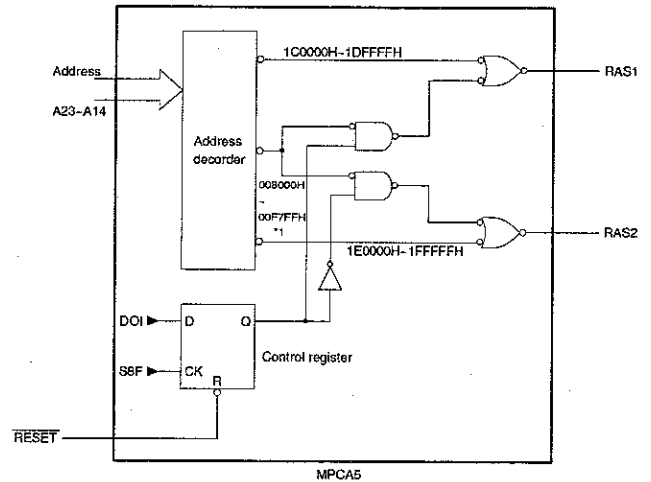 1C0000H~1DFFFFH
RAS1
Address
A23~A14
Address
decorder
008000H
~
00F7FFH
*1
1E0000H~1FFFFFH
RAS2
DOI
D
Q
Control register
S8F
CK
R
RESET
MPCA5